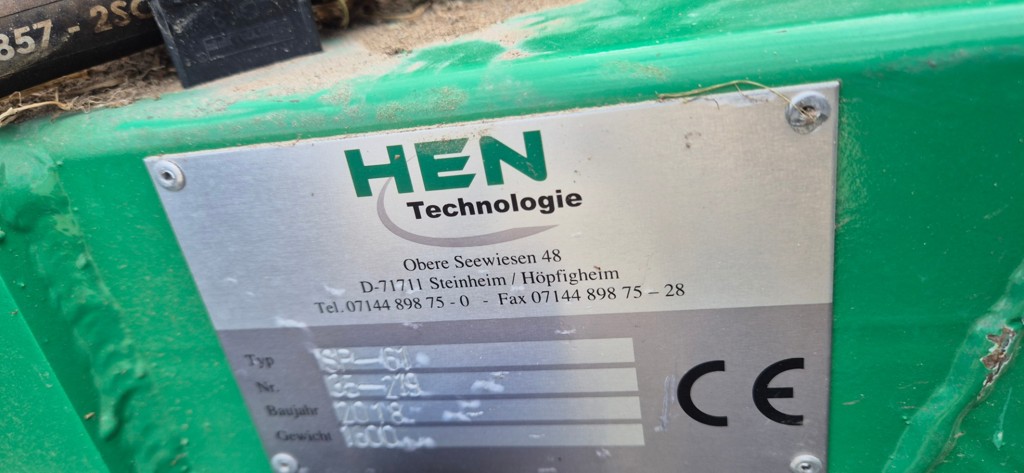 857 - 2SC
HEN
Technologie
Obere Seewiesen 48
D-71711 Steinheim / Höpfigheim
Tel. 07144 898 75 - 0 - Fax 07144 898 75 – 28
Typ
Nr.
Baujahr 2018
Gewicht
CE